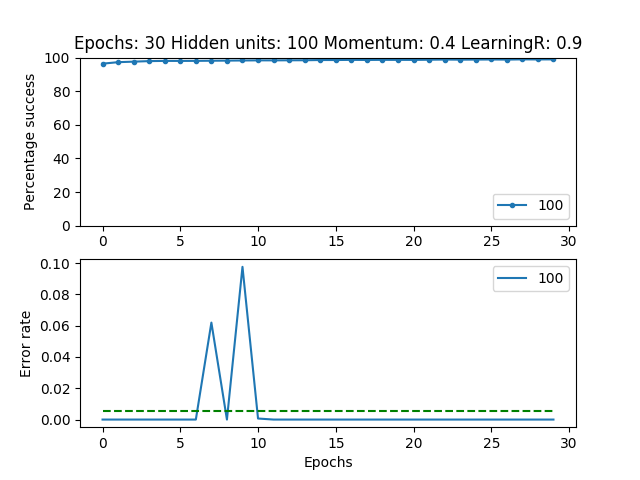 Epochs: 30 Hidden units: 100 Momentum: 0.4 LearningR: 0.9
100
80
60
40
20
0
Percentage success
100
0 5 10 15 20 25 30
0.10
0.08
0.06
0.04
0.02
0.00
Error rate
100
0 5 10 15 20 25 30
Epochs